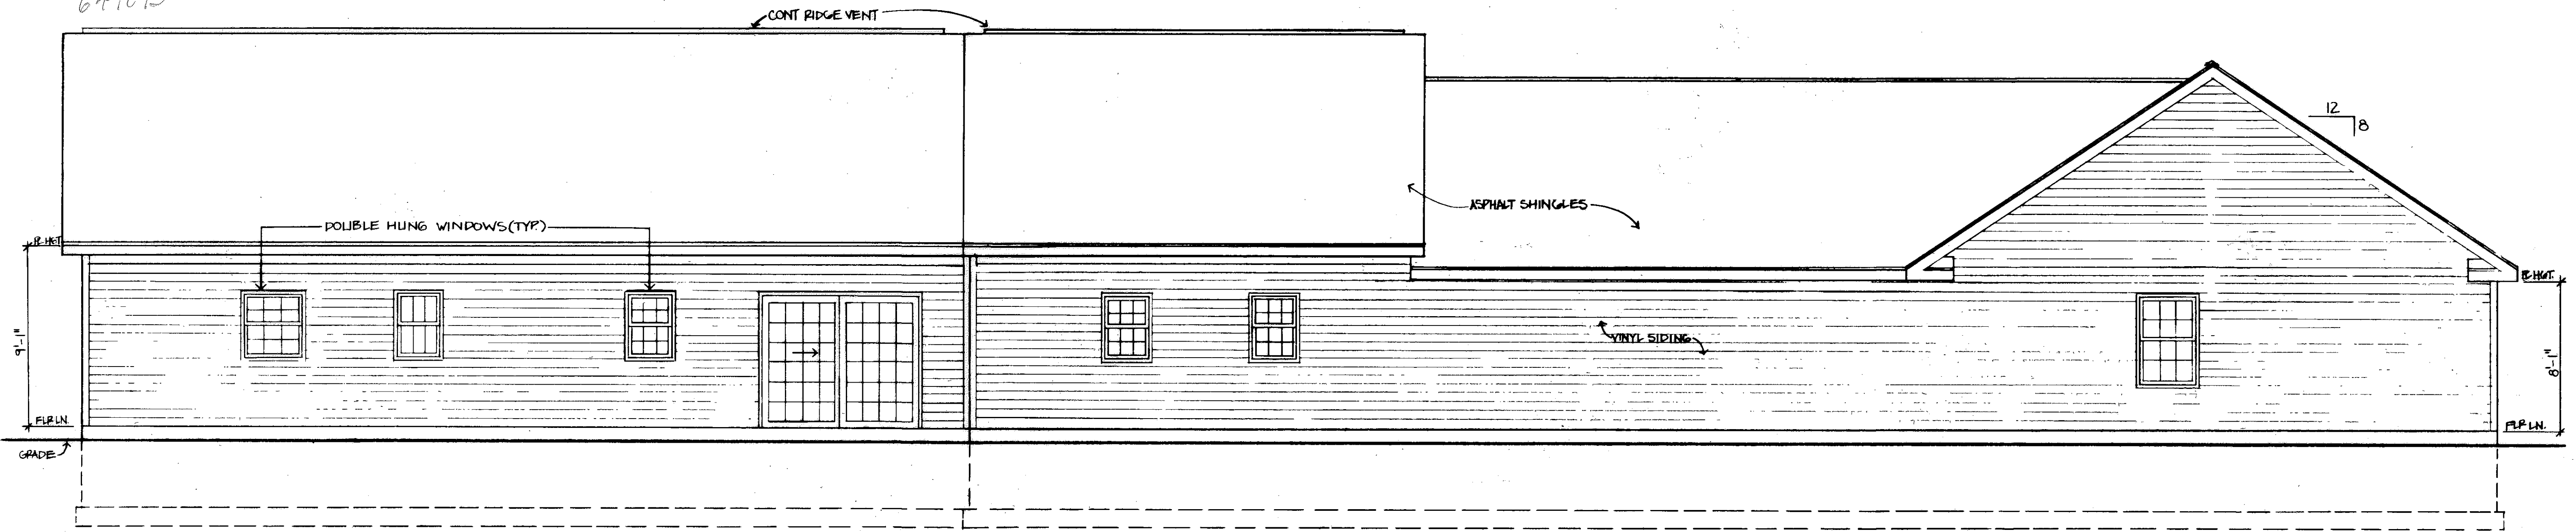 CONT RIDGE VENT
12
8
ASPHALT SHINGLES
DOUBLE HUNG WINDOWS (TYP.)
PL. HGT.
PL. HGT.
VINYL SIDING
9'-1"
8'-1"
FLR LN.
FLR LN.
GRADE